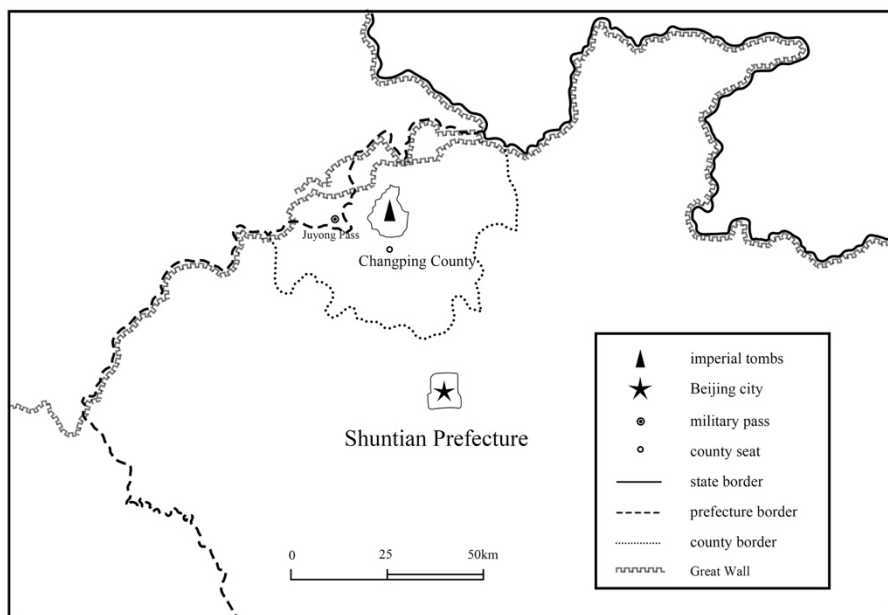 Juyong Pass
Changping County
Shuntian Prefecture
0 25 50km
imperial tombs
Beijing city
military pass
county seat
state border
prefecture border
county border
Great Wall